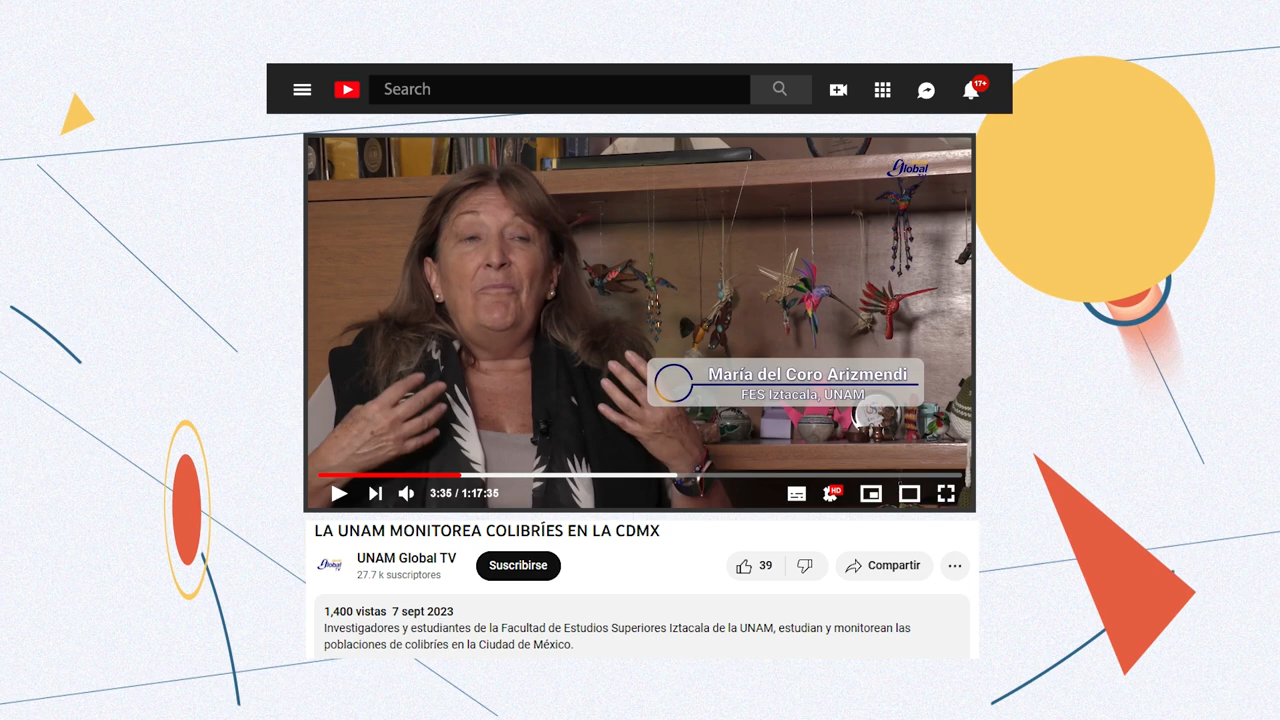 Search
17+
Global
TV
María del Coro Arizmendi
FES Iztacala, UNAM
3:35 / 1:17:35
HD
LA UNAM MONITOREA COLIBRÍES EN LA CDMX
Global
UNAM Global TV
27.7 k suscriptores
Suscribirse
39
Compartir
1,400 vistas 7 sept 2023
Investigadores y estudiantes de la Facultad de Estudios Superiores Iztacala de la UNAM, estudian y monitorean las
poblaciones de colibríes en la Ciudad de México.